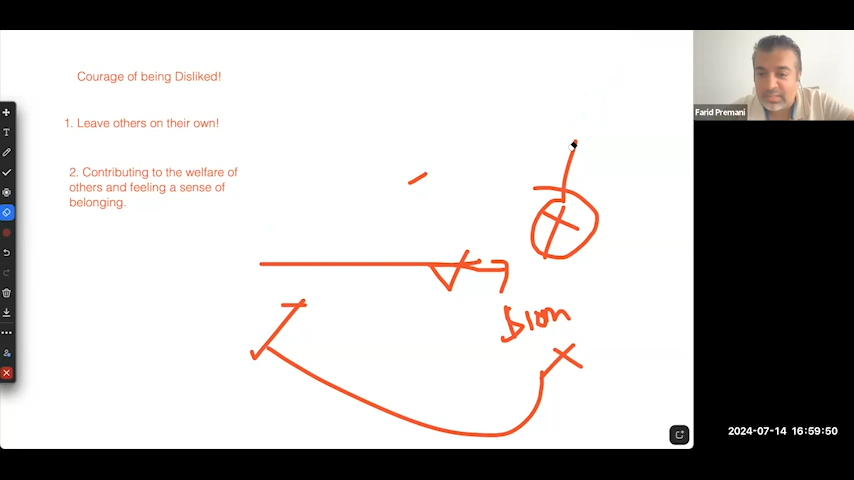 Courage of being Disliked!
1. Leave others on their own!
2. Contributing to the welfare of
others and feeling a sense of
belonging.
$10m
Farid Premani
2024-07-14 16:59:50